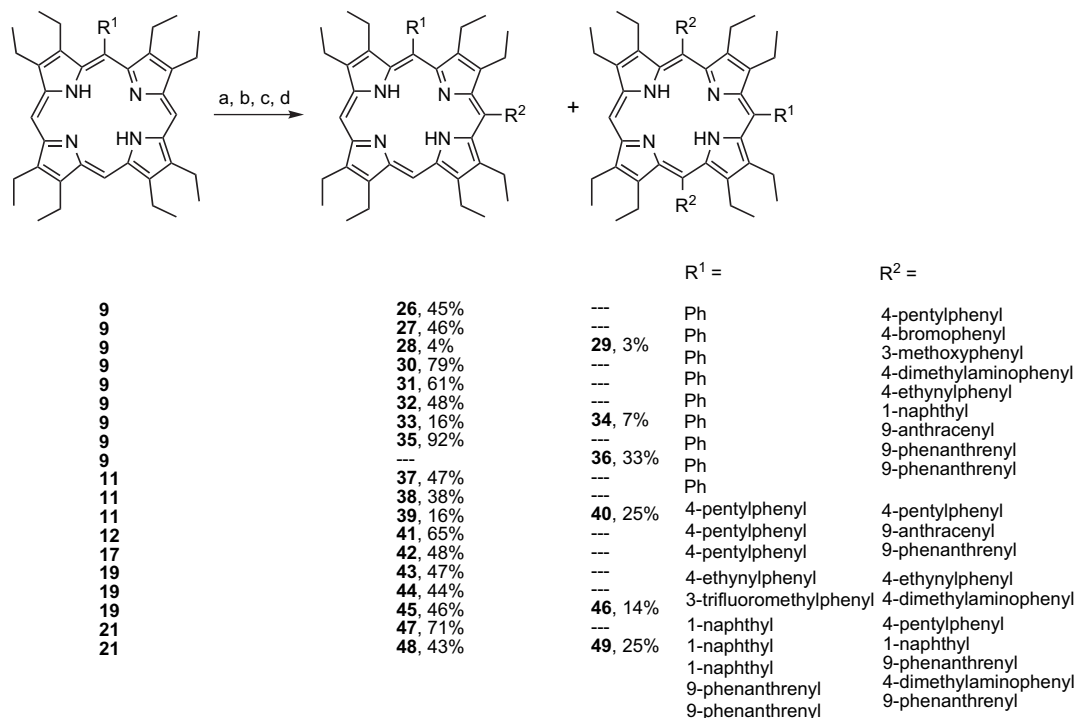 R¹
NH
N
N
HN
a, b, c, d
R¹
NH
N
R²
N
HN
+
R²
NH
N
R¹
N
HN
R²
R¹ = R² =
9 26, 45% --- Ph 4-pentylphenyl
9 27, 46% --- Ph 4-bromophenyl
9 28, 4% 29, 3% Ph 3-methoxyphenyl
9 30, 79% --- Ph 4-dimethylaminophenyl
9 31, 61% --- Ph 4-ethynylphenyl
9 32, 48% --- Ph 1-naphthyl
9 33, 16% 34, 7% Ph 9-anthracenyl
9 35, 92% --- Ph 9-phenanthrenyl
9 --- 36, 33% Ph 9-phenanthrenyl
11 37, 47% --- 4-pentylphenyl 4-pentylphenyl
11 38, 38% --- 4-pentylphenyl 9-anthracenyl
11 39, 16% 40, 25% 4-pentylphenyl 9-phenanthrenyl
12 41, 65% --- 4-ethynylphenyl 4-ethynylphenyl
17 42, 48% --- 3-trifluoromethylphenyl 4-dimethylaminophenyl
19 43, 47% --- 1-naphthyl 4-pentylphenyl
19 44, 44% --- 1-naphthyl 1-naphthyl
19 45, 46% 46, 14% 1-naphthyl 9-phenanthrenyl
21 47, 71% --- 9-phenanthrenyl 4-dimethylaminophenyl
21 48, 43% 49, 25% 9-phenanthrenyl 9-phenanthrenyl